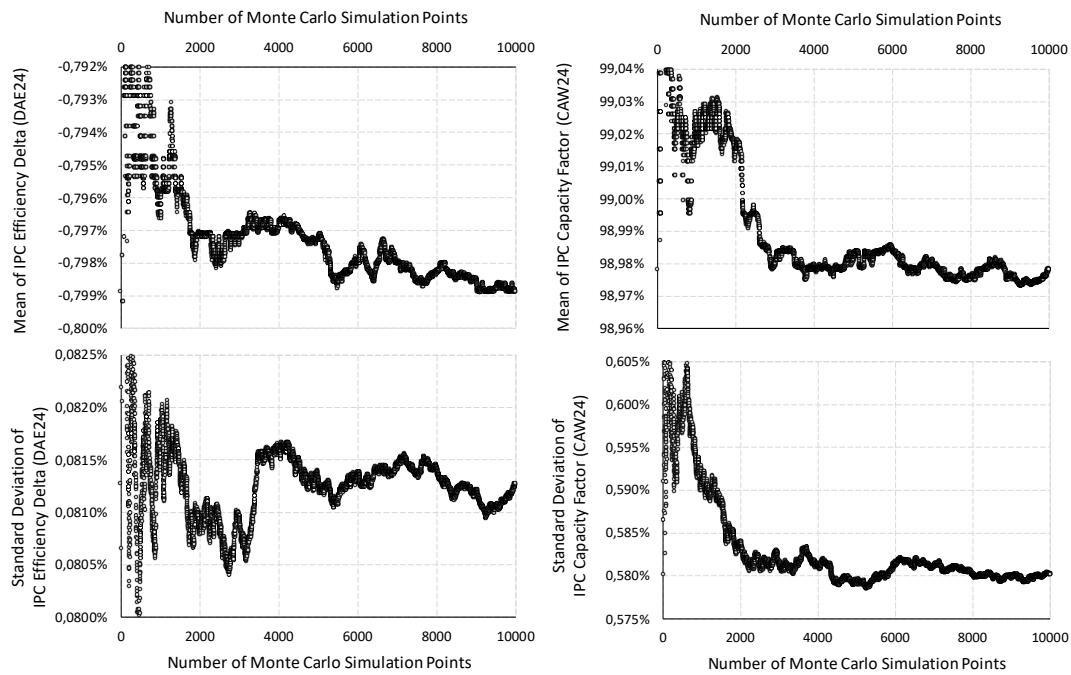 Number of Monte Carlo Simulation Points
0 2000 4000 6000 8000 10000
Mean of IPC Efficiency Delta (DAE24)
-0,792%
-0,793%
-0,794%
-0,795%
-0,796%
-0,797%
-0,798%
-0,799%
-0,800%
Number of Monte Carlo Simulation Points
0 2000 4000 6000 8000 10000
Mean of IPC Capacity Factor (CAW24)
99,04%
99,03%
99,02%
99,01%
99,00%
98,99%
98,98%
98,97%
98,96%
Standard Deviation of
IPC Efficiency Delta (DAE24)
0,0825%
0,0820%
0,0815%
0,0810%
0,0805%
0,0800%
0 2000 4000 6000 8000 10000
Number of Monte Carlo Simulation Points
Standard Deviation of
IPC Capacity Factor (CAW24)
0,605%
0,600%
0,595%
0,590%
0,585%
0,580%
0,575%
0 2000 4000 6000 8000 10000
Number of Monte Carlo Simulation Points